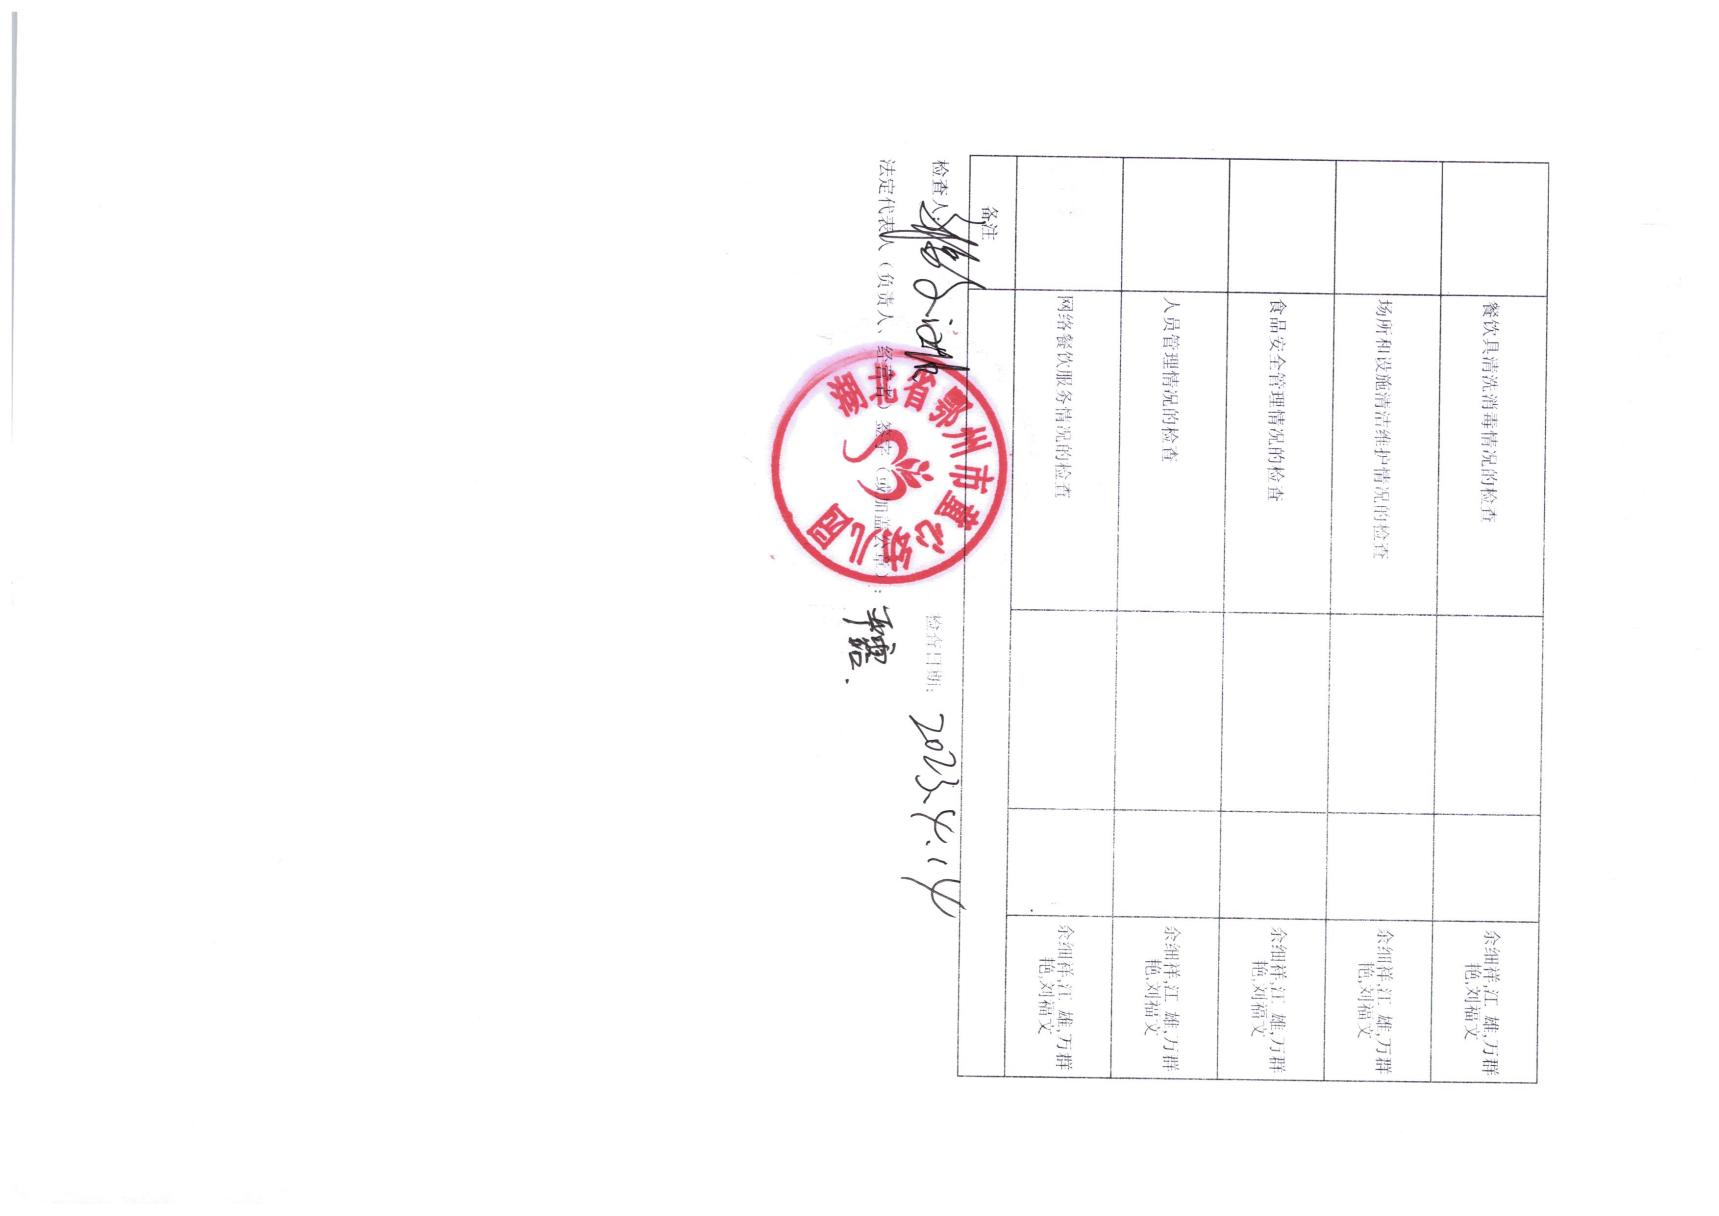 餐饮具清洗消毒情况的检查
余细祥,江 雄,万群
艳,刘福文
场所和设施清洁维护情况的检查
余细祥,江 雄,万群
艳,刘福文
食品安全管理情况的检查
余细祥,江 雄,万群
艳,刘福文
人员管理情况的检查
余细祥,江 雄,万群
艳,刘福文
网络餐饮服务情况的检查
余细祥,江 雄,万群
艳,刘福文
备注
检查人:
检查日期: 2023.4.14
法定代表人（负责人、经营者）签字（或加盖公章）:
鄂州市童心幼儿园